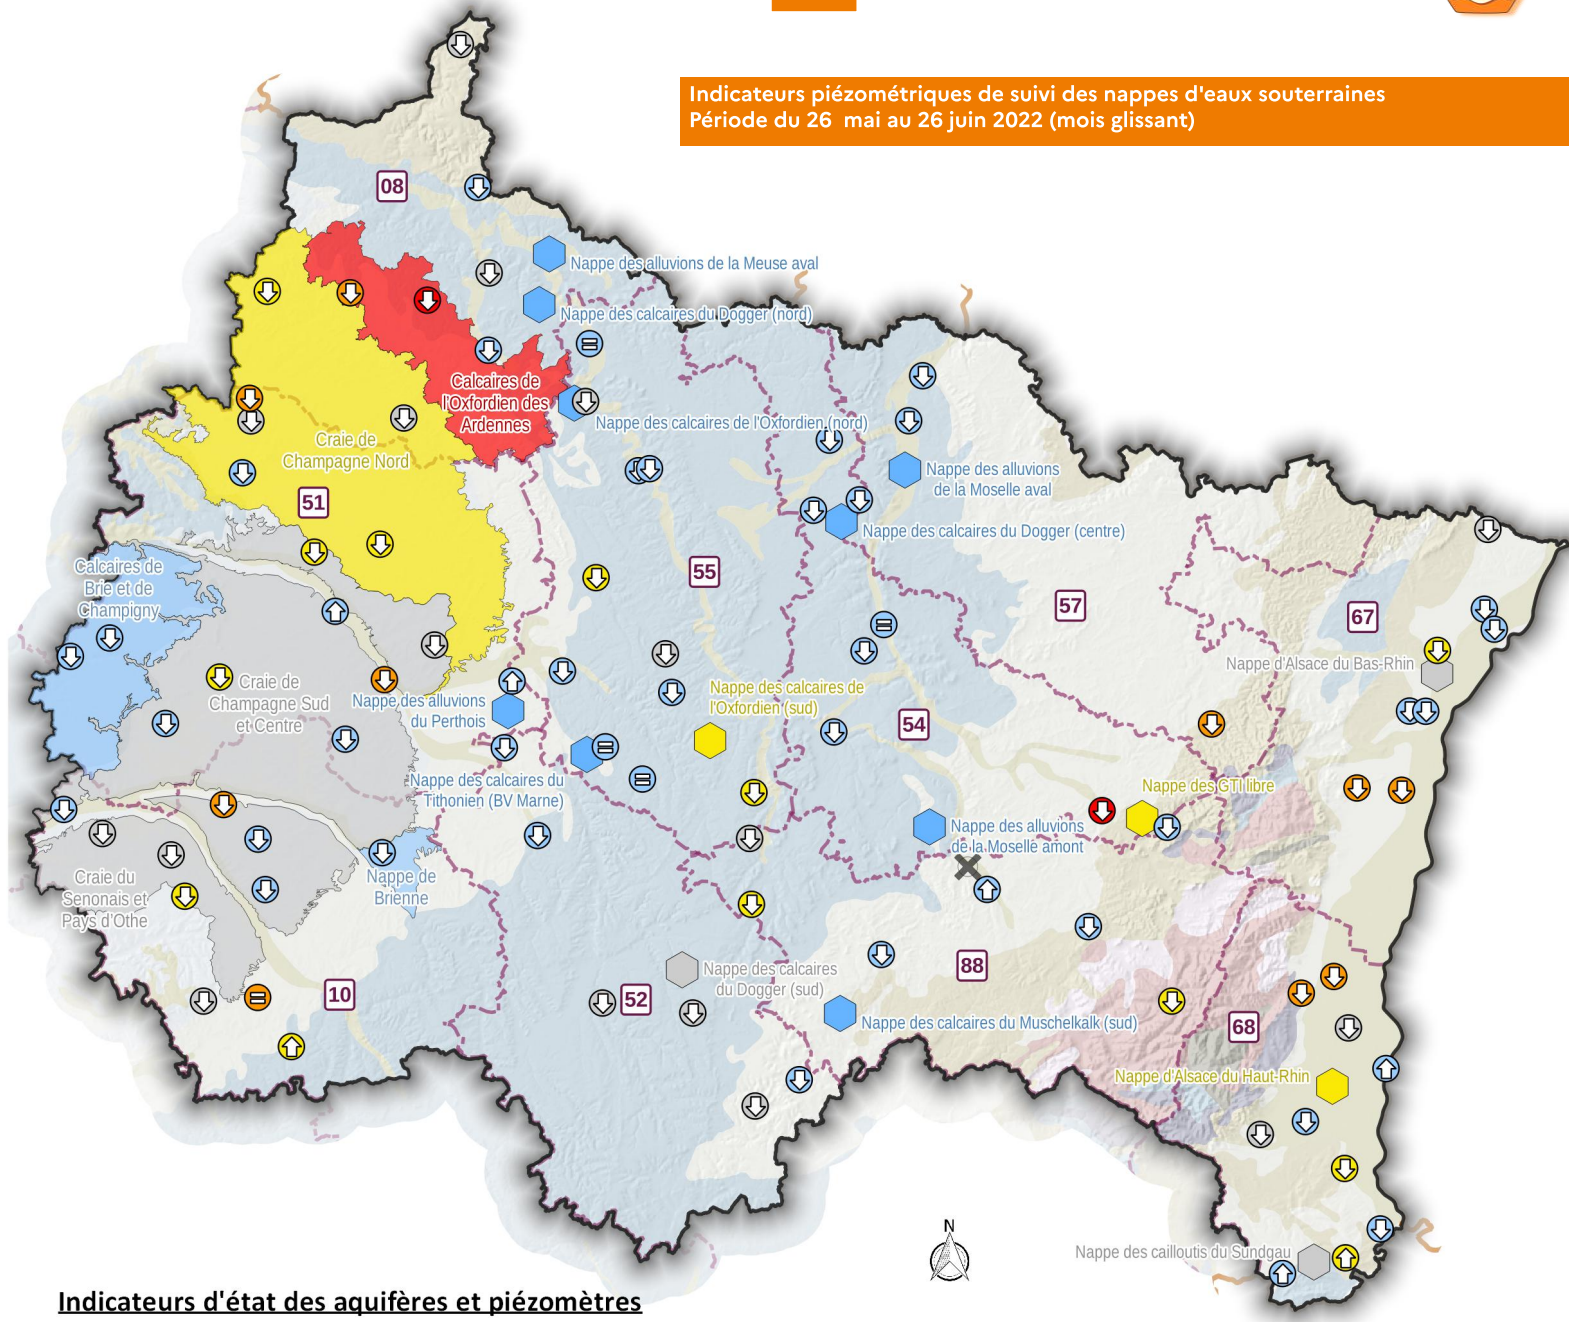 Indicateurs piézométriques de suivi des nappes d'eaux souterraines
Période du 26 mai au 26 juin 2022 (mois glissant)
08
Nappe des alluvions de la Meuse aval
Nappe des calcaires du Dogger (nord)
Calcaires de
l'Oxfordien des
Ardennes
Nappe des calcaires de l'Oxfordien (nord)
Craie de
Champagne Nord
Nappe des alluvions
de la Moselle aval
51
Nappe des calcaires du Dogger (centre)
Calcaires de
Brie et de
Champigny
55
57
67
Nappe d'Alsace du Bas-Rhin
Craie de
Champagne Sud
et Centre
Nappe des alluvions
du Perthois
Nappe des calcaires de
l'Oxfordien (sud)
54
Nappe des calcaires du
Tithonien (BV Marne)
Nappe des GTI libre
Nappe des alluvions
de la Moselle amont
Craie du
Senonais et
Pays d'Othe
Nappe de
Brienne
88
Nappe des calcaires
du Dogger (sud)
10
52
Nappe des calcaires du Muschelkalk (sud)
68
Nappe d'Alsace du Haut-Rhin
N
Nappe des cailloutis du Sundgau
Indicateurs d'état des aquifères et piézomètres